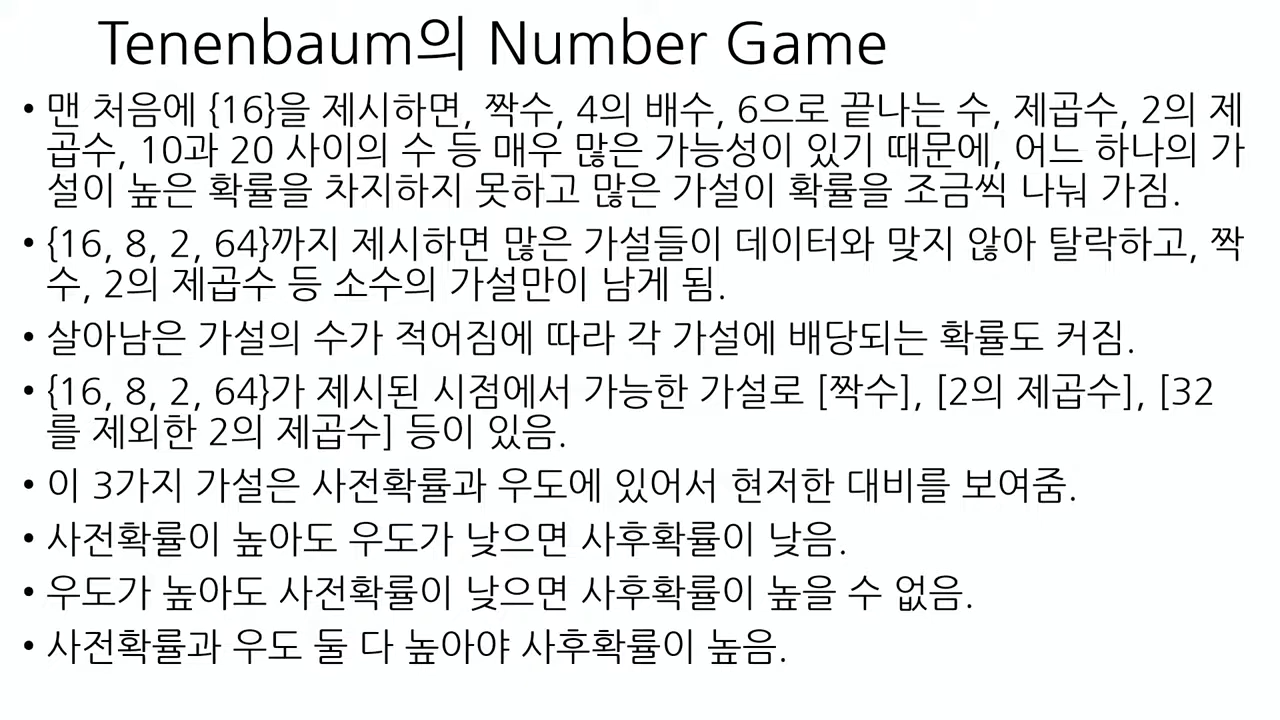 Tenenbaum의 Number Game
• 맨 처음에 {16}을 제시하면, 짝수, 4의 배수, 6으로 끝나는 수, 제곱수, 2의 제
곱수, 10과 20 사이의 수 등 매우 많은 가능성이 있기 때문에, 어느 하나의 가
설이 높은 확률을 차지하지 못하고 많은 가설이 확률을 조금씩 나눠 가짐.
• {16, 8, 2, 64}까지 제시하면 많은 가설들이 데이터와 맞지 않아 탈락하고, 짝
수, 2의 제곱수 등 소수의 가설만이 남게 됨.
• 살아남은 가설의 수가 적어짐에 따라 각 가설에 배당되는 확률도 커짐.
• {16, 8, 2, 64}가 제시된 시점에서 가능한 가설로 [짝수], [2의 제곱수], [32
를 제외한 2의 제곱수] 등이 있음.
• 이 3가지 가설은 사전확률과 우도에 있어서 현저한 대비를 보여줌.
• 사전확률이 높아도 우도가 낮으면 사후확률이 낮음.
• 우도가 높아도 사전확률이 낮으면 사후확률이 높을 수 없음.
• 사전확률과 우도 둘 다 높아야 사후확률이 높음.